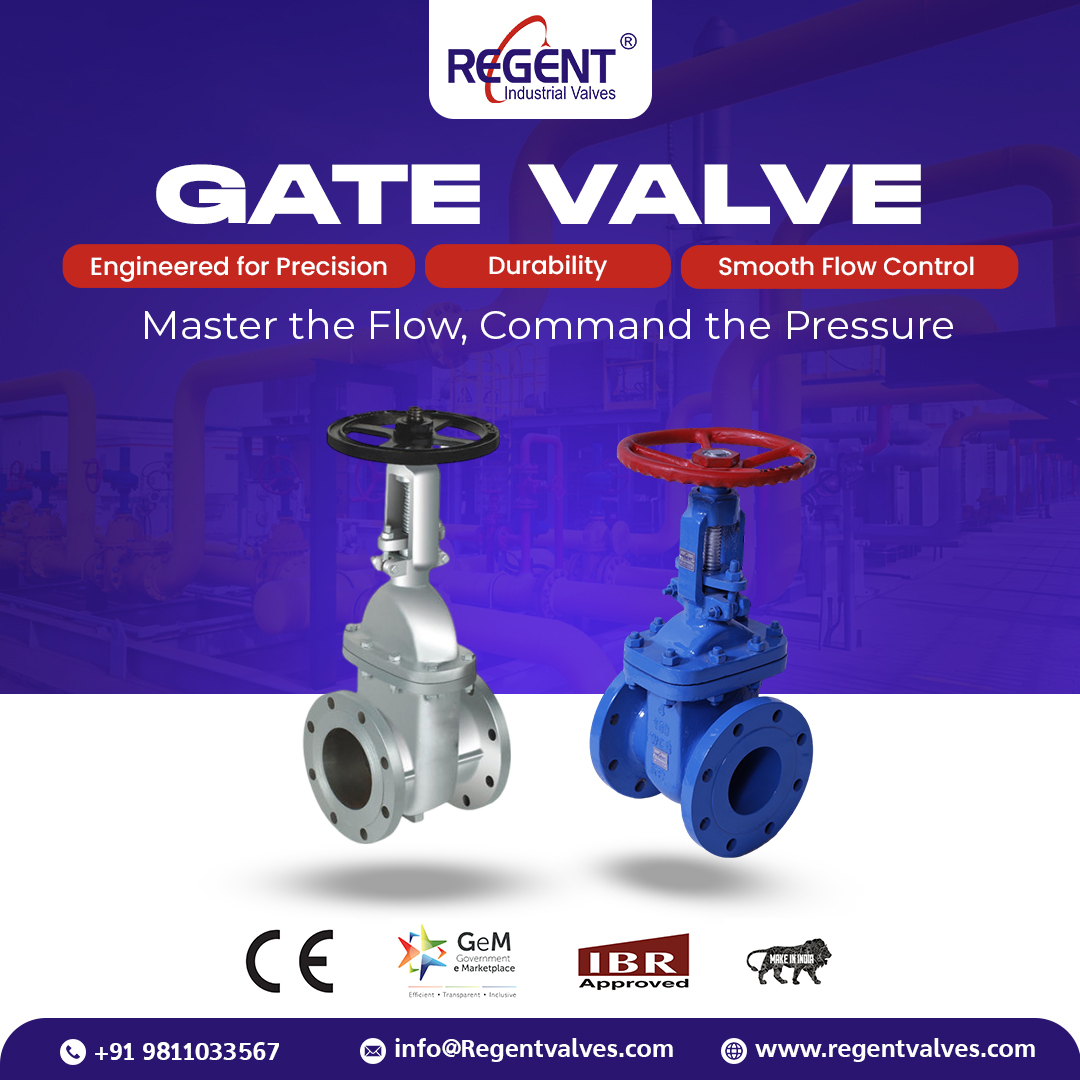 REGENT ®
Industrial Valves
GATE VALVE
Engineered for Precision
Durability
Smooth Flow Control
Master the Flow, Command the Pressure
4
150
CE
GeM
Government
e Marketplace
Efficient • Transparent • Inclusive
IBR
Approved
MAKE IN INDIA
+91 9811033567
info@Regentvalves.com
www.regentvalves.com